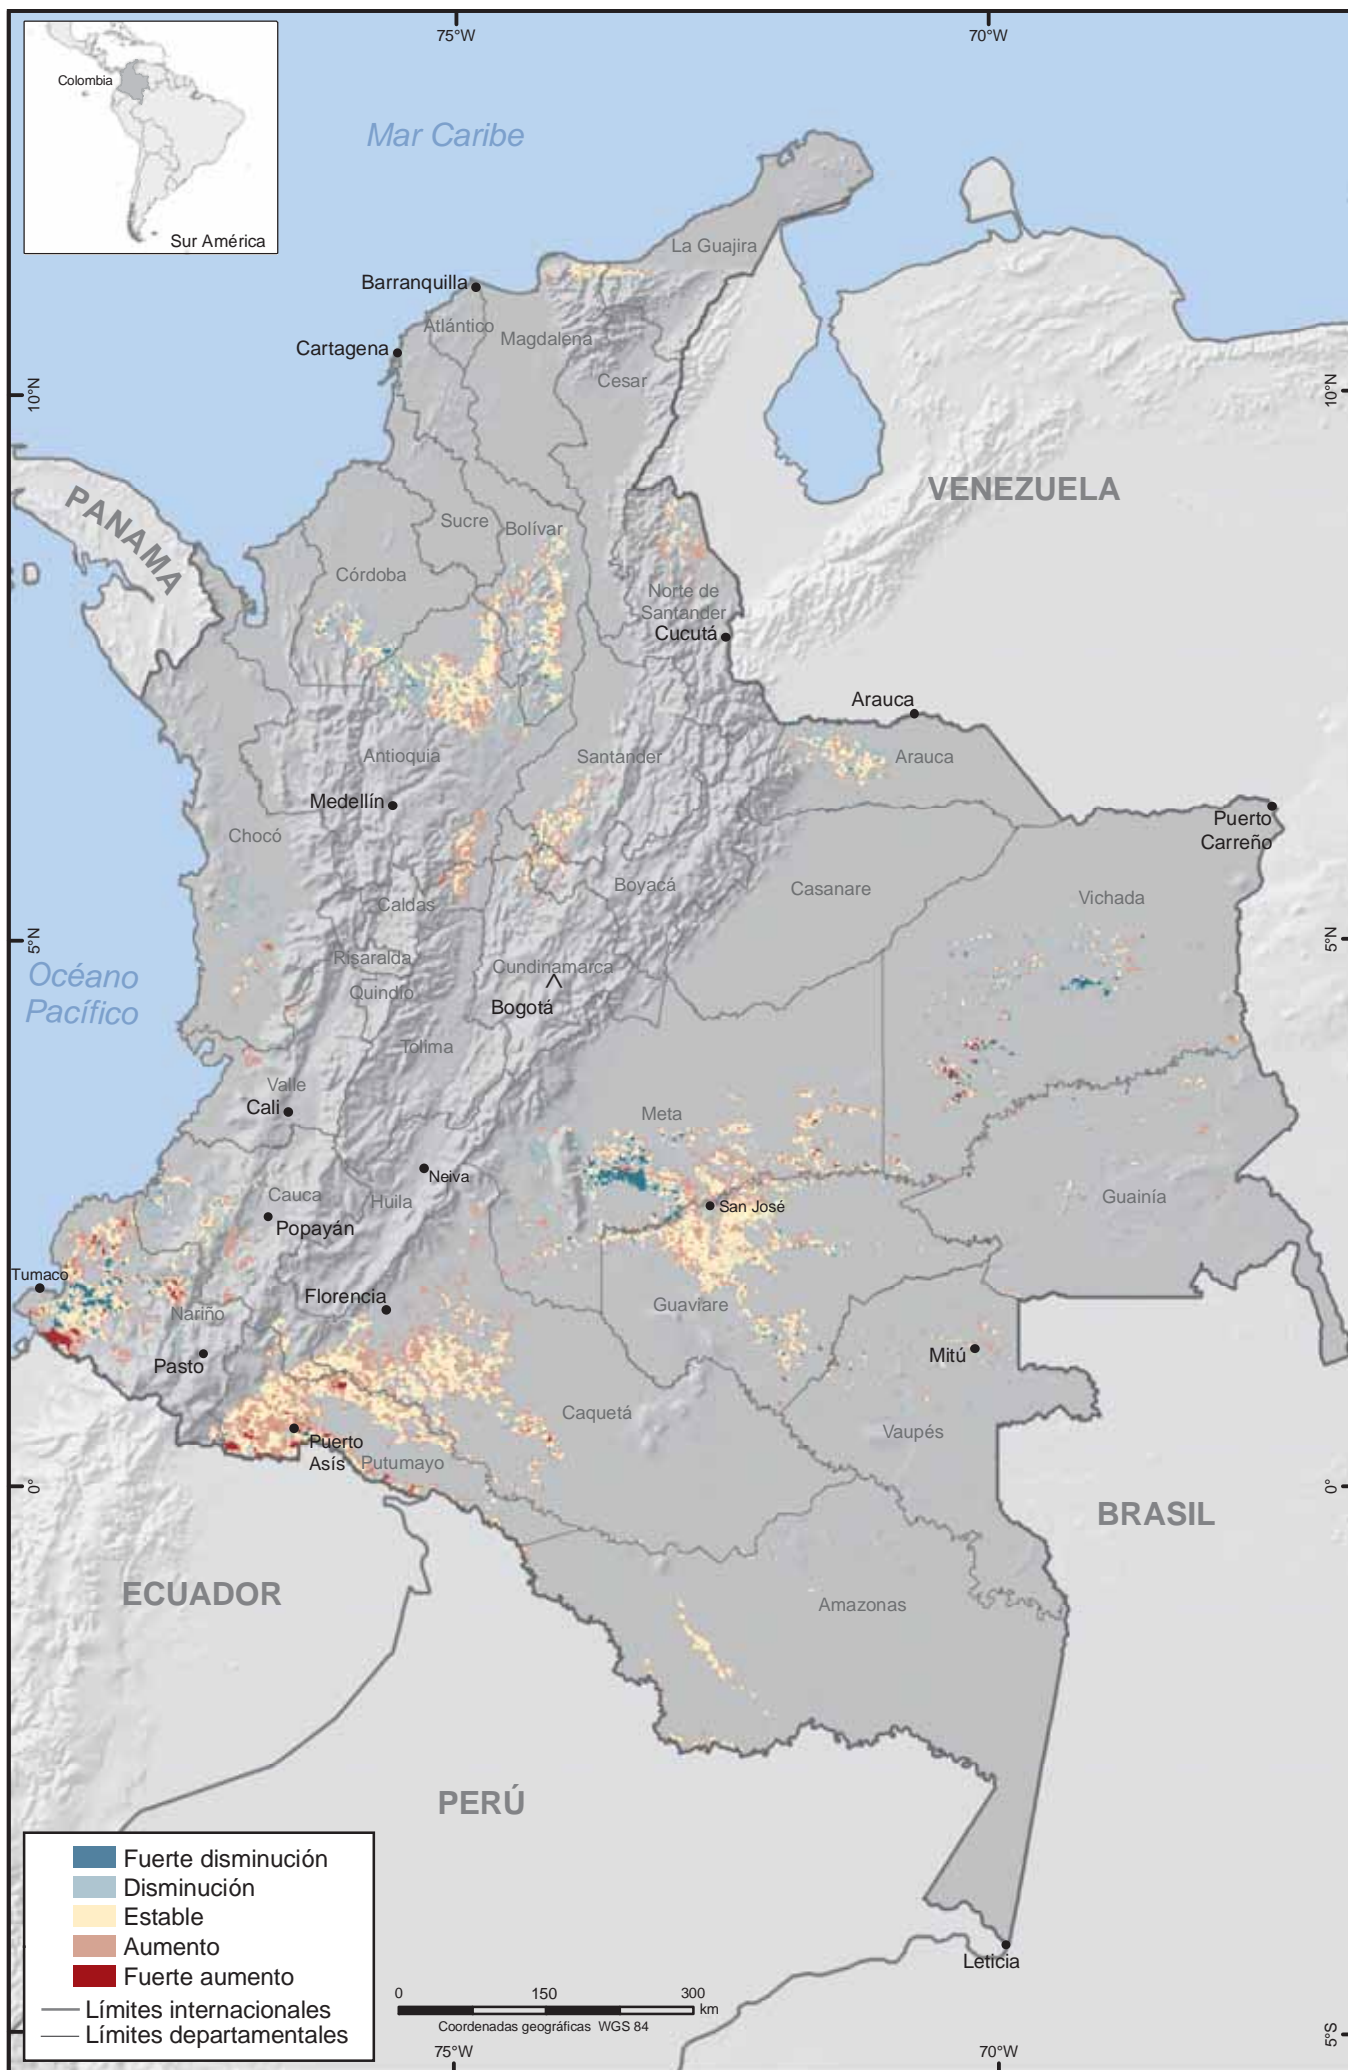 75°W
70°W
Colombia
Sur América
Mar Caribe
La Guajira
Barranquilla
Atlántico
Magdalena
Cartagena
Cesar
10°N
10°N
PANAMA
VENEZUELA
Sucre
Bolívar
Córdoba
Norte de
Santander
Cucutá
Arauca
Antioquia
Santander
Arauca
Medellín
Chocó
Puerto
Carreño
Boyacá
Casanare
Vichada
Caldas
5°N
5°N
Risaralda
Cundinamarca
Océano
Pacífico
Quindío
Bogotá
Tolima
Valle
Cali
Meta
Neiva
Cauca
Huila
Guainía
San José
Popayán
Tumaco
Florencia
Nariño
Guaviare
Pasto
Mitú
Caquetá
Vaupés
Puerto
Asís
Putumayo
0°
0°
BRASIL
ECUADOR
Amazonas
PERÚ
Fuerte disminución
Disminución
Estable
Aumento
Fuerte aumento
Límites internacionales
Límites departamentales
Leticia
0 150 300
km
Coordenadas geográficas WGS 84
5°S
75°W
70°W